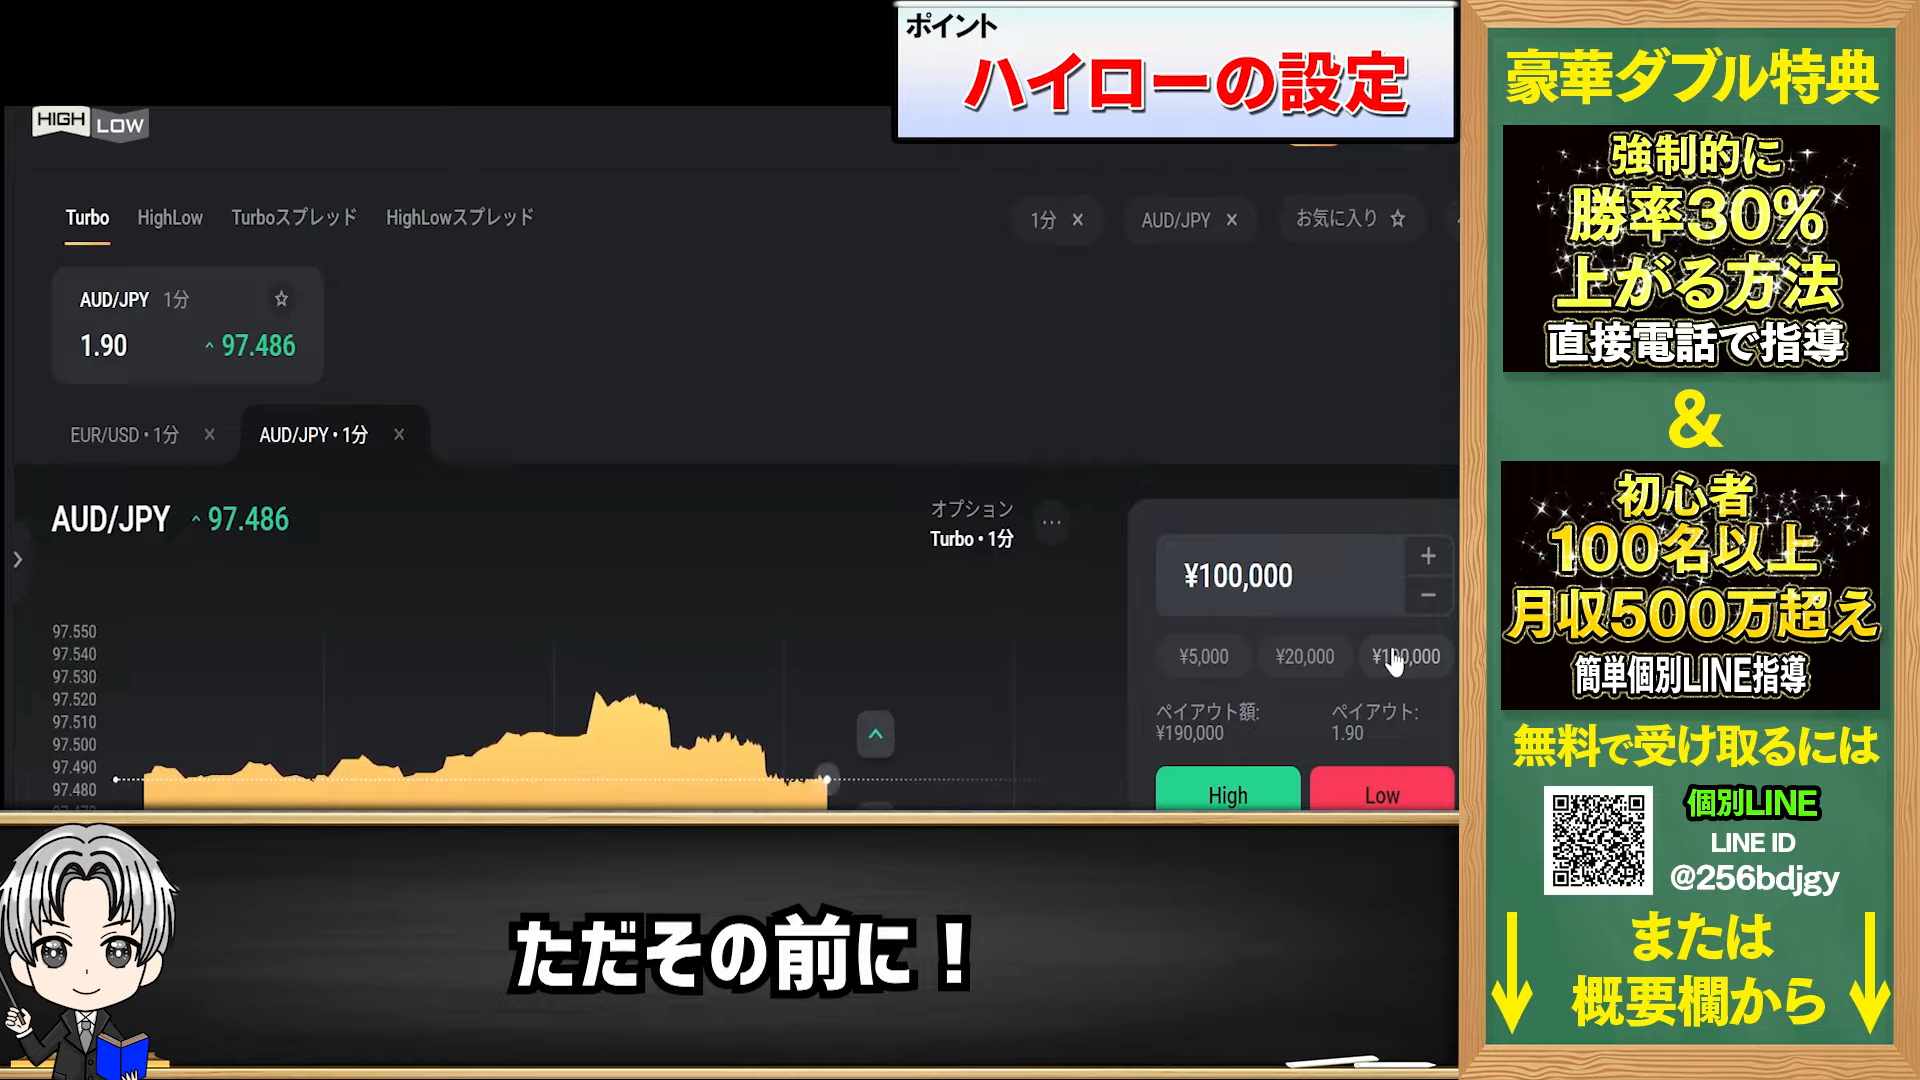 ポイント
ハイローの設定
HIGH LOW
Turbo HighLow Turboスプレッド HighLowスプレッド
1分 × AUD/JPY × お気に入り ☆
AUD/JPY 1分 ☆
1.90 97.486
EUR/USD • 1分 × AUD/JPY • 1分 ×
AUD/JPY 97.486
オプション
Turbo • 1分
¥100,000
+
−
¥5,000 ¥20,000 ¥100,000
ペイアウト額: ペイアウト:
¥190,000 1.90
High Low
97.550
97.540
97.530
97.520
97.510
97.500
97.490
97.480
ただその前に！
豪華ダブル特典
強制的に
勝率30%
上がる方法
直接電話で指導
&
初心者
100名以上
月収500万超え
簡単個別LINE指導
無料で受け取るには
個別LINE
LINE ID
@256bdjgy
または
概要欄から